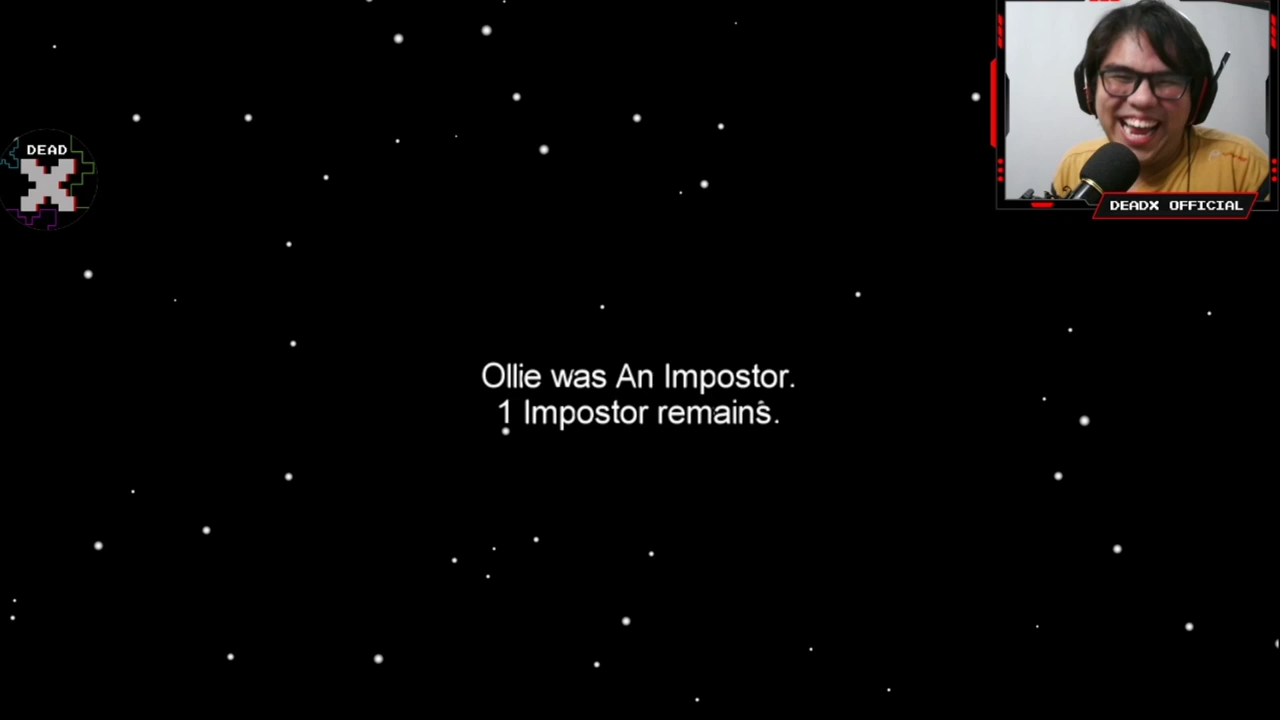 DEAD
X
DEADX OFFICIAL
Ollie was An Impostor.
1 Impostor remains.